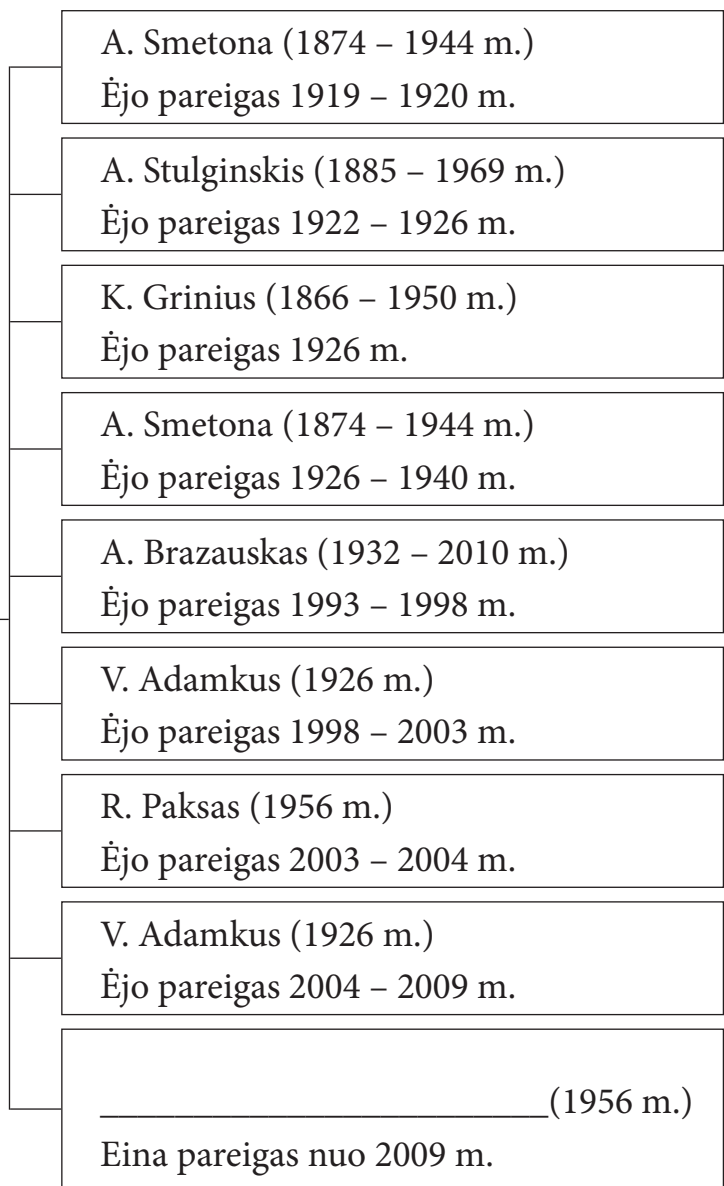 A. Smetona (1874 – 1944 m.)
Ėjo pareigas 1919 – 1920 m.
A. Stulginskis (1885 – 1969 m.)
Ėjo pareigas 1922 – 1926 m.
K. Grinius (1866 – 1950 m.)
Ėjo pareigas 1926 m.
A. Smetona (1874 – 1944 m.)
Ėjo pareigas 1926 – 1940 m.
A. Brazauskas (1932 – 2010 m.)
Ėjo pareigas 1993 – 1998 m.
V. Adamkus (1926 m.)
Ėjo pareigas 1998 – 2003 m.
R. Paksas (1956 m.)
Ėjo pareigas 2003 – 2004 m.
V. Adamkus (1926 m.)
Ėjo pareigas 2004 – 2009 m.
_______________________(1956 m.)
Eina pareigas nuo 2009 m.